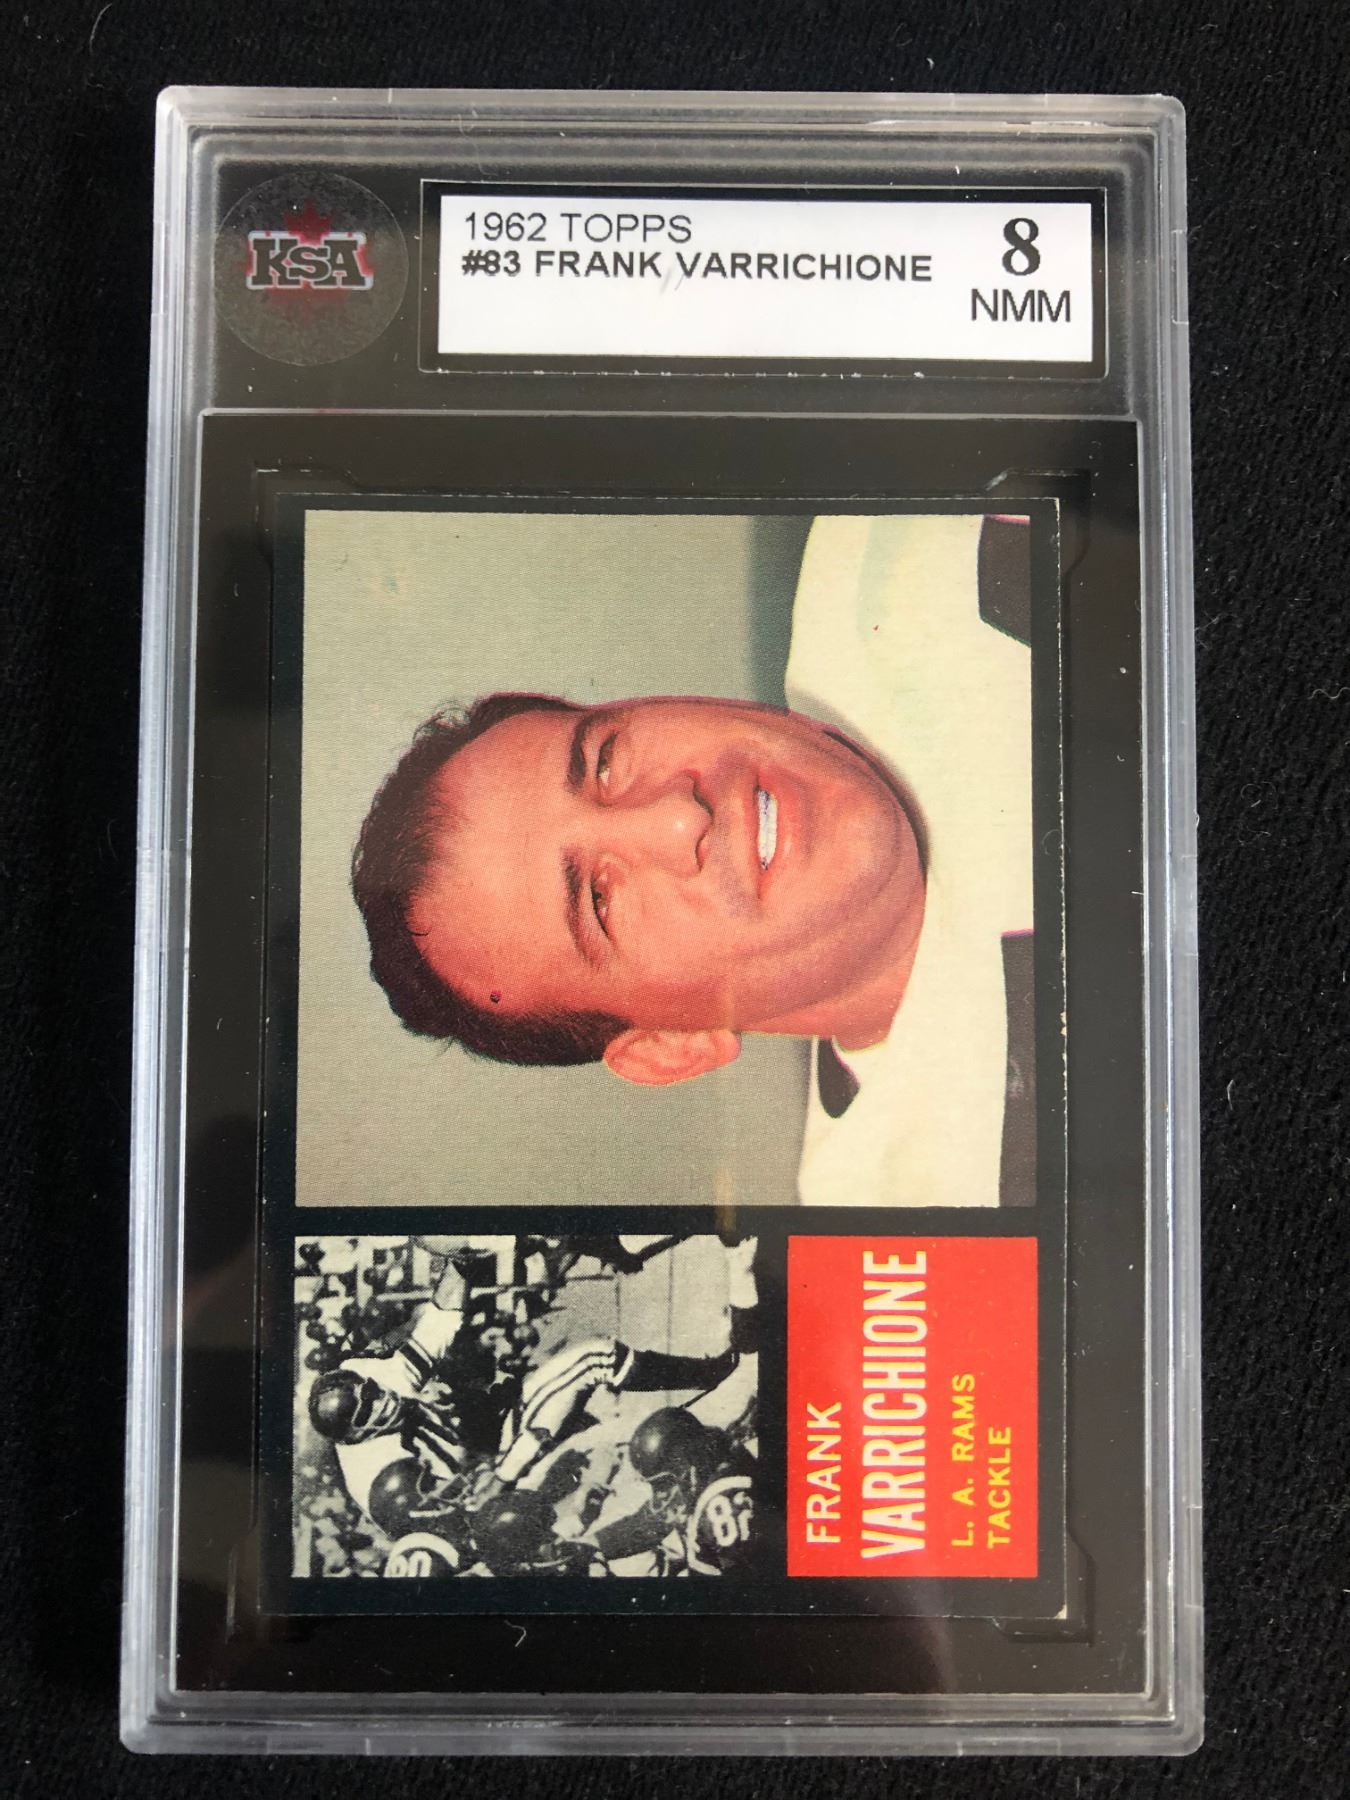 KSA
1962 TOPPS
#83 FRANK VARRICHIONE
8
NMM
FRANK
VARRICHIONE
L. A. RAMS
TACKLE